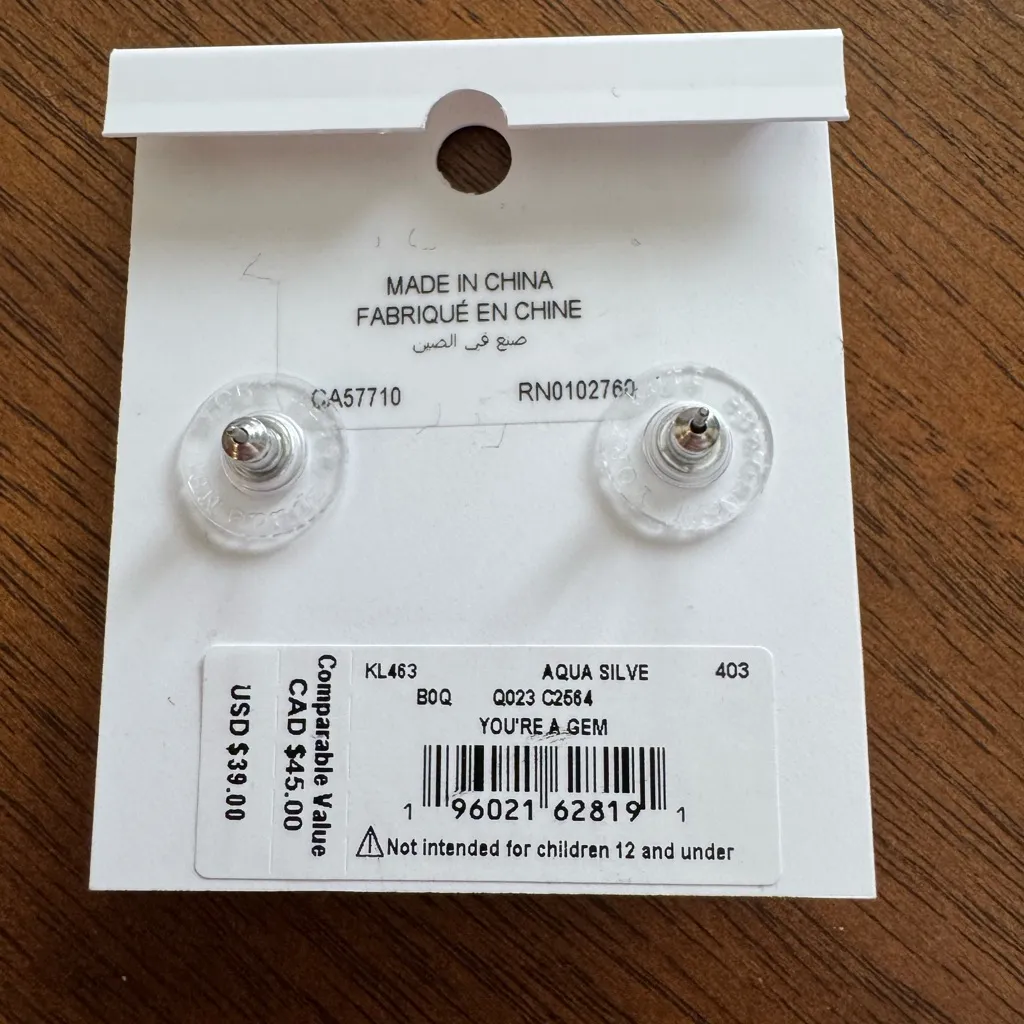 MADE IN CHINA
FABRIQUÉ EN CHINE
صنع في الصين
CA57710 RN0102760
KL463 AQUA SILVE 403
B0Q Q023 C2564
YOU'RE A GEM
1 96021 62819 1
Not intended for children 12 and under
Comparable Value
CAD $45.00
USD $39.00